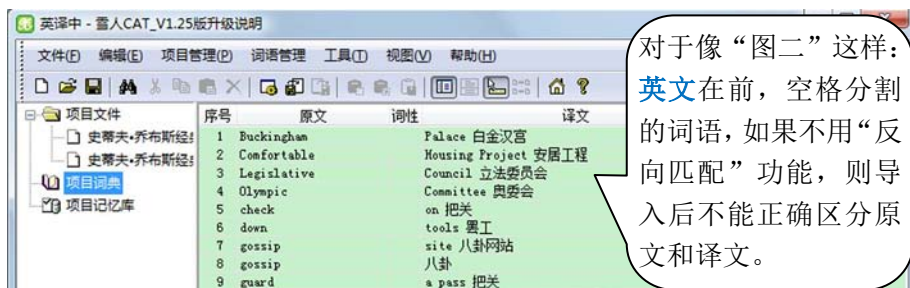 英译中 - 雪人CAT_V1.25版升级说明
文件(F) 编辑(E) 项目管理(P) 词语管理 工具(T) 视图(V) 帮助(H)
项目文件
史蒂夫•乔布斯经
史蒂夫•乔布斯经
项目词典
项目记忆库
序号 原文 词性 译文
1 Buckingham Palace 白金汉宫
2 Comfortable Housing Project 安居工程
3 Legislative Council 立法委员会
4 Olympic Committee 奥委会
5 check on 把关
6 down tools 罢工
7 gossip site 八卦网站
8 gossip 八卦
9 guard a pass 把关
对于像“图二”这样：
英文在前，空格分割
的词语，如果不用“反
向匹配”功能，则导
入后不能正确区分原
文和译文。